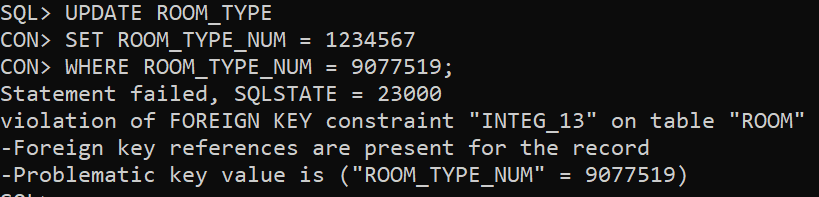 SQL> UPDATE ROOM_TYPE
CON> SET ROOM_TYPE_NUM = 1234567
CON> WHERE ROOM_TYPE_NUM = 9077519;
Statement failed, SQLSTATE = 23000
violation of FOREIGN KEY constraint "INTEG_13" on table "ROOM"
-Foreign key references are present for the record
-Problematic key value is ("ROOM_TYPE_NUM" = 9077519)